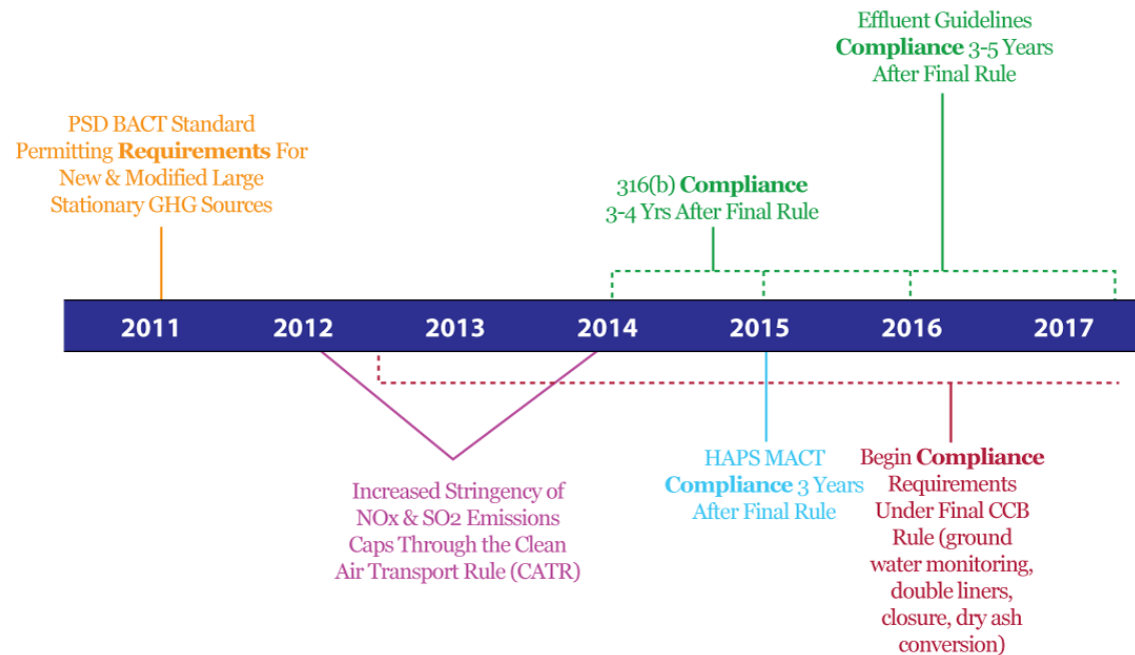 Effluent Guidelines
Compliance 3-5 Years
After Final Rule
PSD BACT Standard
Permitting Requirements For
New & Modified Large
Stationary GHG Sources
316(b) Compliance
3-4 Yrs After Final Rule
2011 2012 2013 2014 2015 2016 2017
Increased Stringency of
NOx & SO2 Emissions
Caps Through the Clean
Air Transport Rule (CATR)
HAPS MACT
Compliance 3 Years
After Final Rule
Begin Compliance
Requirements
Under Final CCB
Rule (ground
water monitoring,
double liners,
closure, dry ash
conversion)